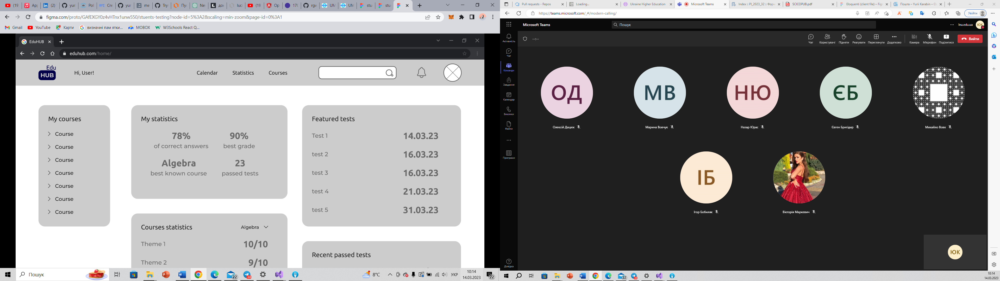 (19
App
(2)
yur
Pol
Cre
yur
me
Try
Пу
Ne
дон
luc
(19
Op
170
rgw
UM
UM
stu
stu
figma.com/proto/GAfEXGY0z4vHTnx1unw550/stuents-testing?node-id=5%3A2&scaling=min-zoom&page-id=0%3A1
Gmail
YouTube
Карти
визначні пам ятки...
MOBOX
W3Schools React Q...
EduHUB
eduhub.com/home/
Edu
HUB
Hi, User!
Calendar
Statistics
Courses
My courses
Course
Course
Course
Course
Course
Course
Course
My statistics
78%
of correct answers
90%
best grade
Algebra
best known course
23
passed tests
Courses statistics
Algebra
Theme 1
10/10
Theme 2
9/10
Featured tests
Test 1
14.03.23
test 2
16.03.23
test 3
16.03.23
test 4
21.03.23
test 5
31.03.23
Recent passed tests
Пошук
8°C
УКР
10:14
14.03.2023
22
Pull requests - Repos
Loading...
Ukraine Higher Education
Microsoft Teams
Index :: PI_2023_32 :: Форм
SCICOPUB.pdf
Eloquenti (client file) – Fig
Пошта – Yurii Karabin – O
https://teams.microsoft.com/_#/modern-calling/
Увійти
Microsoft Teams
Пошук
lnu.edu.ua
ЮК
--:--
Чат
Користувачі
Підняти
Реагувати
Переглянути
Додатково
Камера
Мікрофон
Поділитися
Вийти
Активність
Чат
Команди
Завдання
Календар
Виклики
Файли
Програми
Довідка
ОД
Олексій Дацюк
МВ
Марина Вовчук
НЮ
Назар Юрас
ЄБ
Євген Бригідир
Михайло Вовк
ІБ
Ігор Бобиляк
Вікторія Маркевич
ЮК
22
10:14
14.03.2023